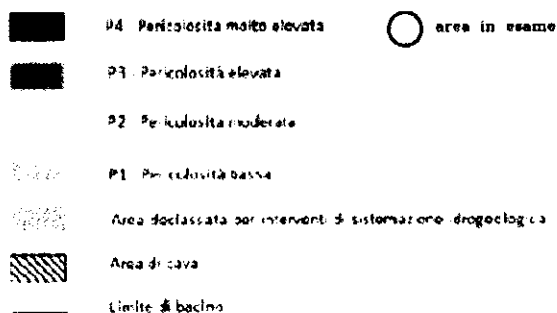 P4 Pericolosità molto elevata
area in esame
P3 - Pericolosità elevata
P2 Pericolosità moderata
P1 Pericolosità bassa
Area declassata per interventi di sistemazione idrogeologica
Area di cava
Limite di bacino